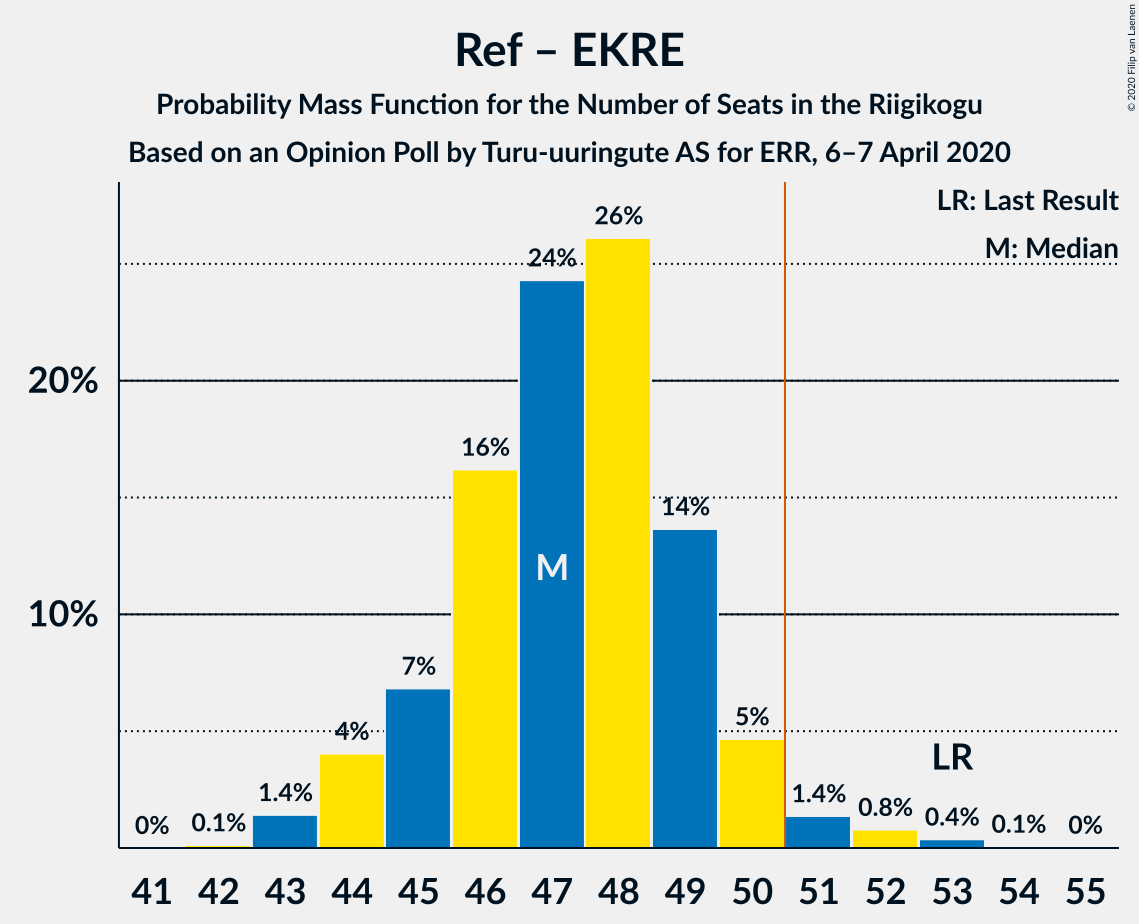 Ref – EKRE
Probability Mass Function for the Number of Seats in the Riigikogu
Based on an Opinion Poll by Turu-uuringute AS for ERR, 6–7 April 2020
© 2020 Filip van Laenen
LR: Last Result
M: Median
26%
24%
20%
16%
14%
M
10%
7%
5%
4%
LR
1.4%
1.4%
0.8%
0.4%
0%
0.1%
0.1%
0%
41 42 43 44 45 46 47 48 49 50 51 52 53 54 55